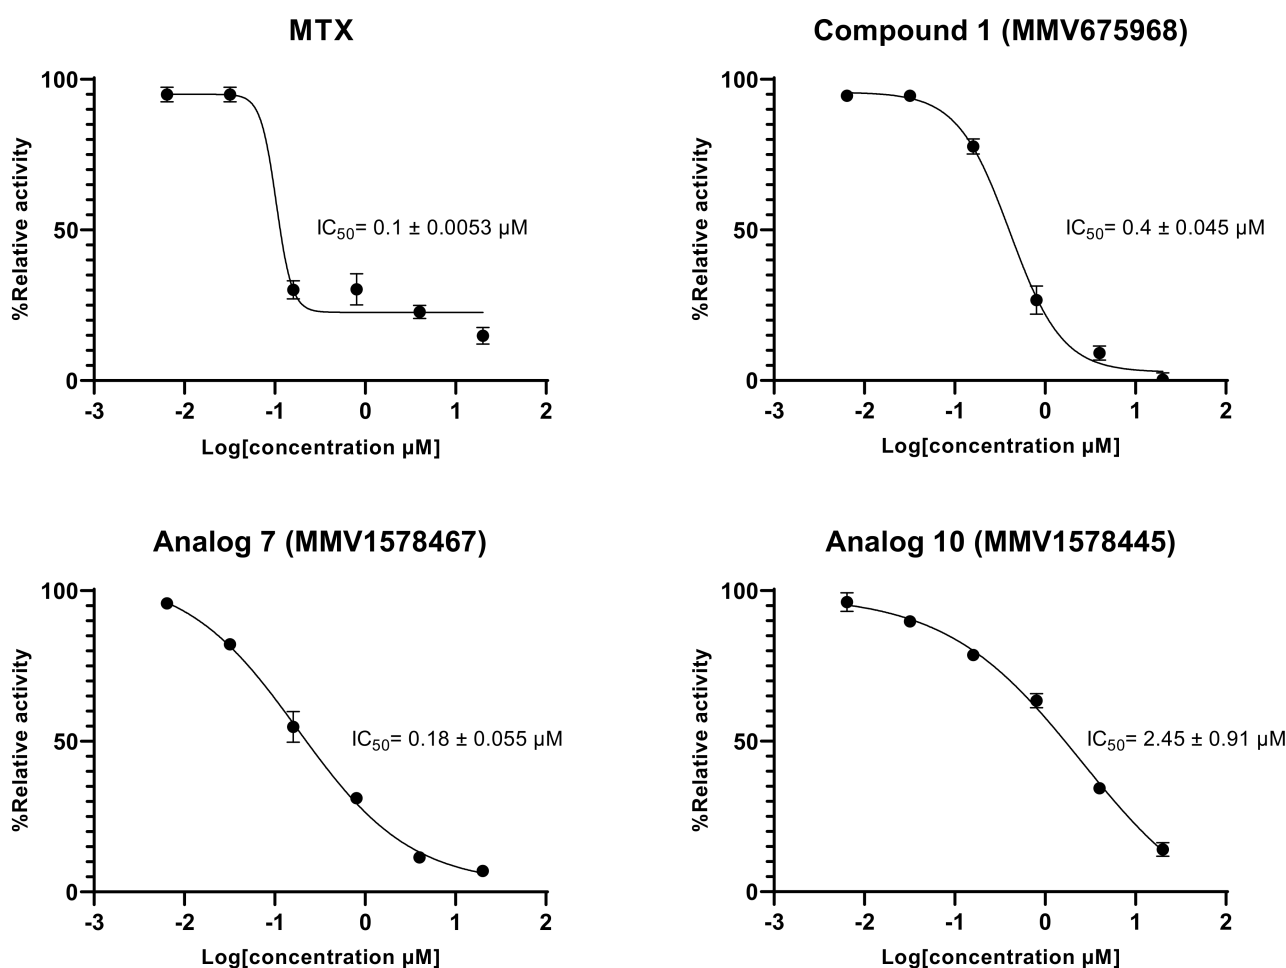 MTX
100
50
0
-3 -2 -1 0 1 2
%Relative activity
Log[concentration µM]
IC50= 0.1 ± 0.0053 µM
Compound 1 (MMV675968)
100
50
0
-3 -2 -1 0 1 2
%Relative activity
Log[concentration µM]
IC50= 0.4 ± 0.045 µM
Analog 7 (MMV1578467)
100
50
0
-3 -2 -1 0 1 2
%Relative activity
Log[concentration µM]
IC50= 0.18 ± 0.055 µM
Analog 10 (MMV1578445)
100
50
0
-3 -2 -1 0 1 2
%Relative activity
Log[concentration µM]
IC50= 2.45 ± 0.91 µM